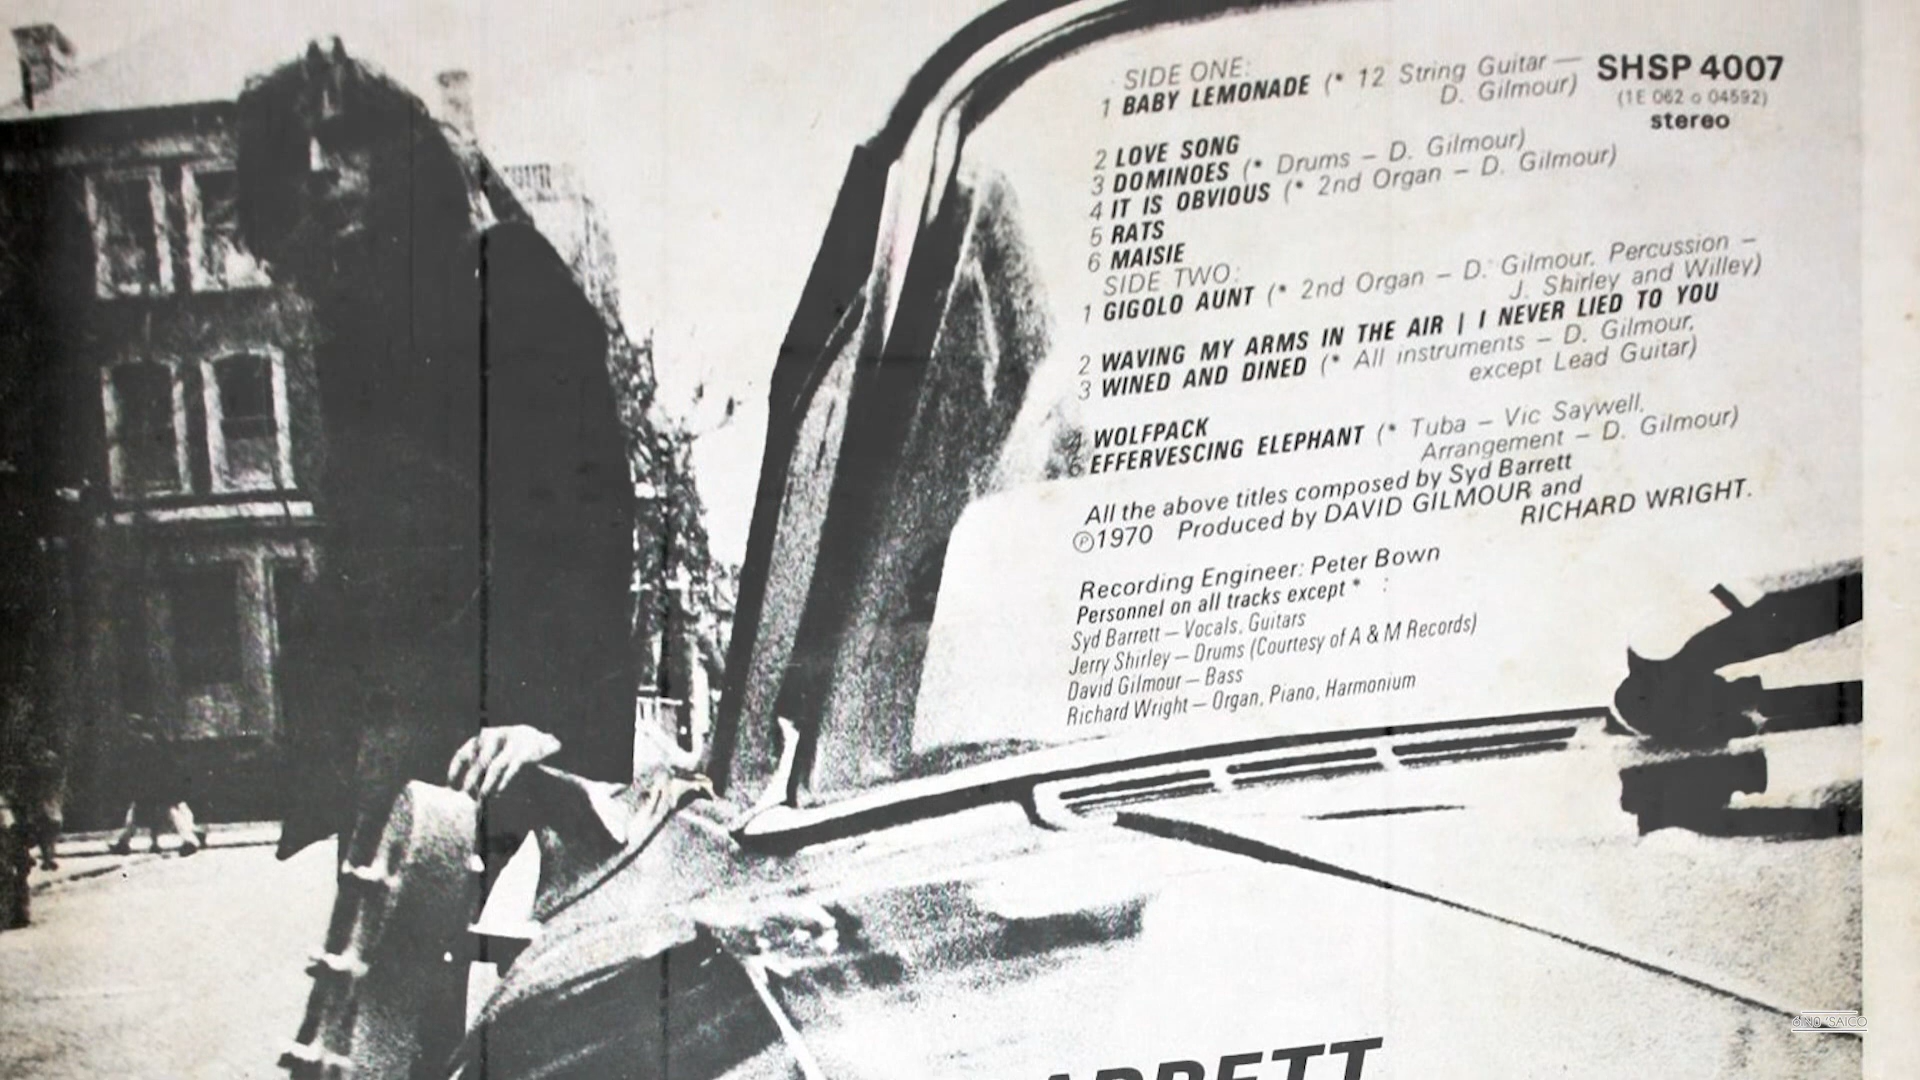 SIDE ONE:
1 BABY LEMONADE (* 12 String Guitar —
D. Gilmour)
SHSP 4007
(1E 062 o 04592)
stereo
2 LOVE SONG
3 DOMINOES (* Drums — D. Gilmour)
4 IT IS OBVIOUS (* 2nd Organ — D. Gilmour)
5 RATS
6 MAISIE
SIDE TWO:
1 GIGOLO AUNT (* 2nd Organ — D. Gilmour, Percussion —
J. Shirley and Willey)
2 WAVING MY ARMS IN THE AIR | I NEVER LIED TO YOU
3 WINED AND DINED (* All instruments — D. Gilmour,
except Lead Guitar)
4 WOLFPACK
EFFERVESCING ELEPHANT (* Tuba — Vic Saywell,
Arrangement — D. Gilmour)
All the above titles composed by Syd Barrett
℗1970 Produced by DAVID GILMOUR and
RICHARD WRIGHT.
Recording Engineer: Peter Bown
Personnel on all tracks except * :
Syd Barrett — Vocals, Guitars
Jerry Shirley — Drums (Courtesy of A & M Records)
David Gilmour — Bass
Richard Wright — Organ, Piano, Harmonium